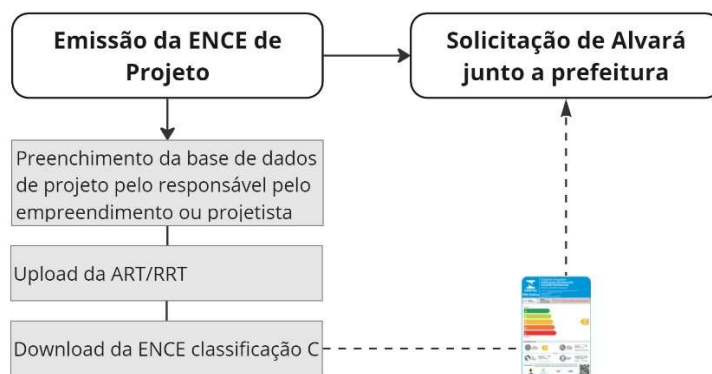 Emissão da ENCE de
Projeto
Solicitação de Alvará
junto a prefeitura
Preenchimento da base de dados
de projeto pelo responsável pelo
empreendimento ou projetista
Upload da ART/RRT
Download da ENCE classificação C